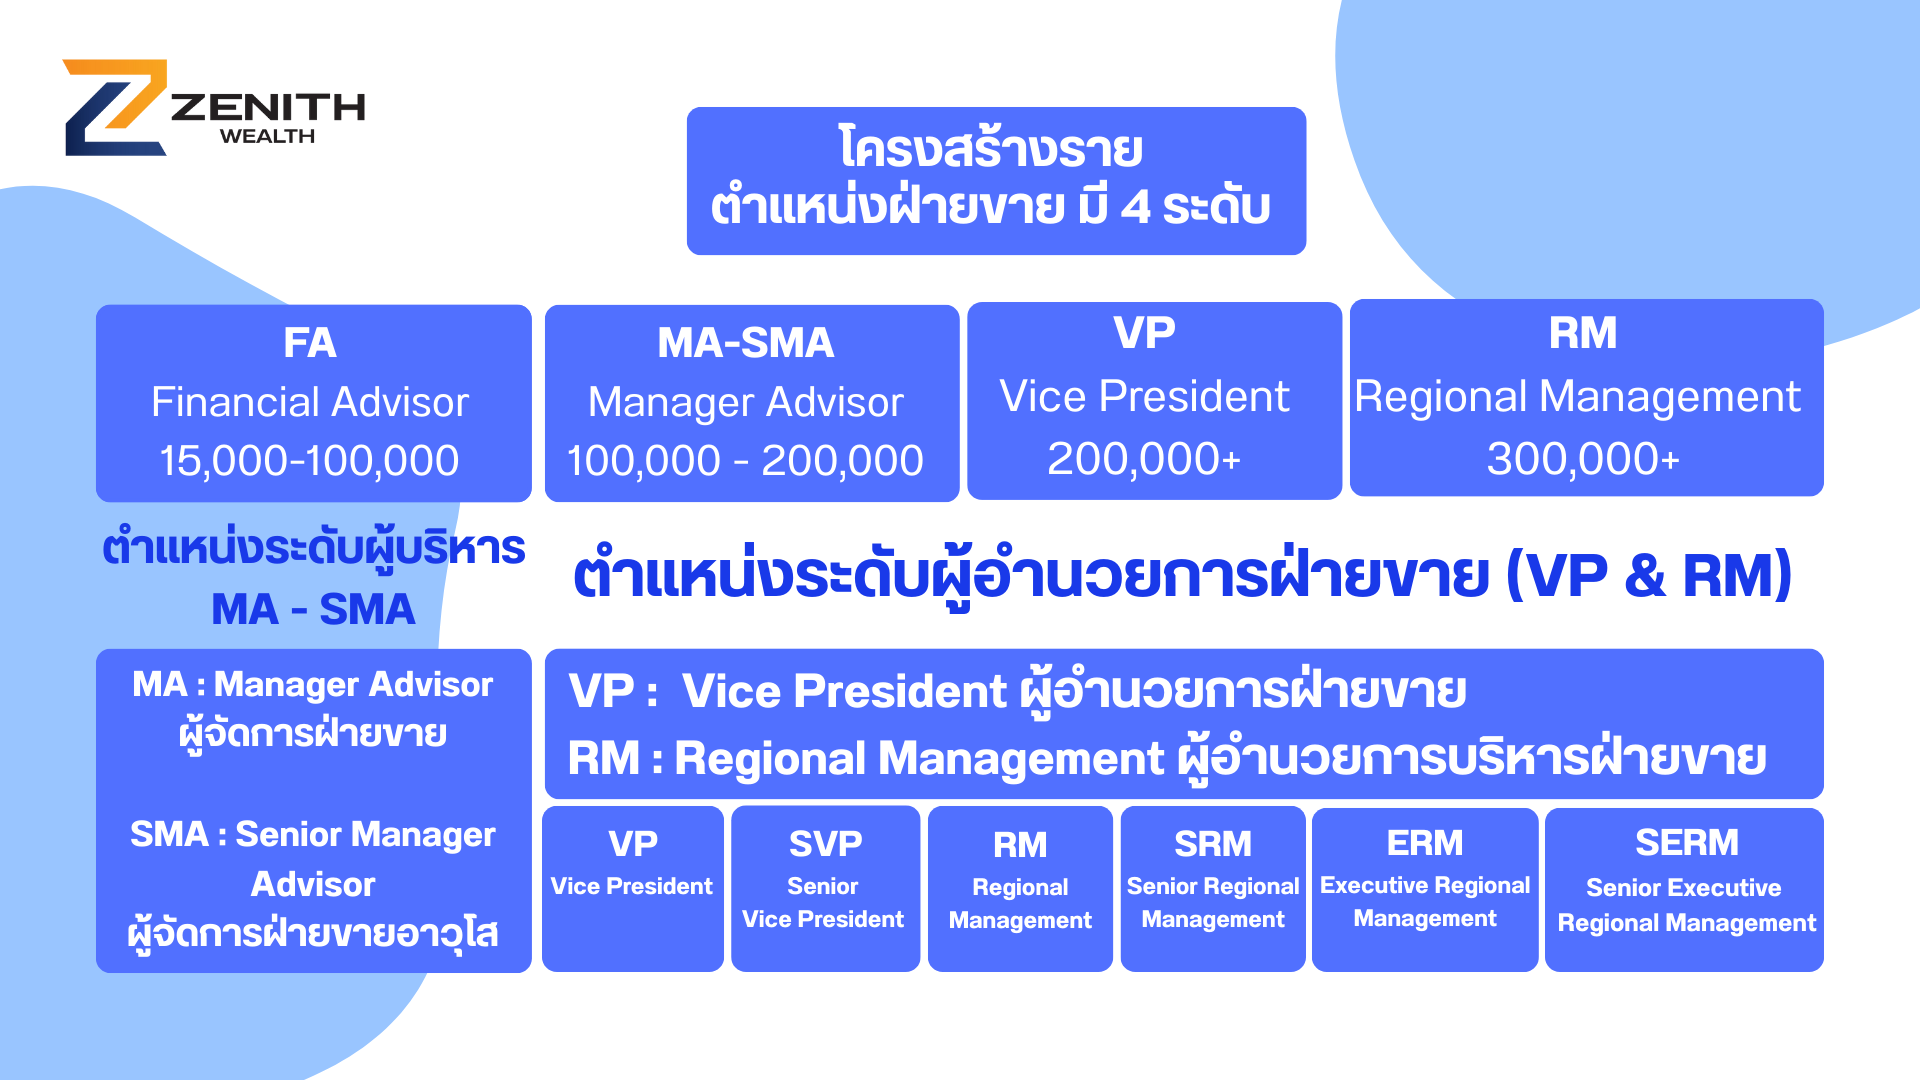 ZENITH
WEALTH
โครงสร้างราย
ตำแหน่งฝ่ายขาย มี 4 ระดับ
FA
Financial Advisor
15,000-100,000
MA-SMA
Manager Advisor
100,000 - 200,000
VP
Vice President
200,000+
RM
Regional Management
300,000+
ตำแหน่งระดับผู้บริหาร
MA - SMA
ตำแหน่งระดับผู้อำนวยการฝ่ายขาย (VP & RM)
MA : Manager Advisor
ผู้จัดการฝ่ายขาย
SMA : Senior Manager
Advisor
ผู้จัดการฝ่ายขายอาวุโส
VP : Vice President ผู้อำนวยการฝ่ายขาย
RM : Regional Management ผู้อำนวยการบริหารฝ่ายขาย
VP
Vice President
SVP
Senior
Vice President
RM
Regional
Management
SRM
Senior Regional
Management
ERM
Executive Regional
Management
SERM
Senior Executive
Regional Management